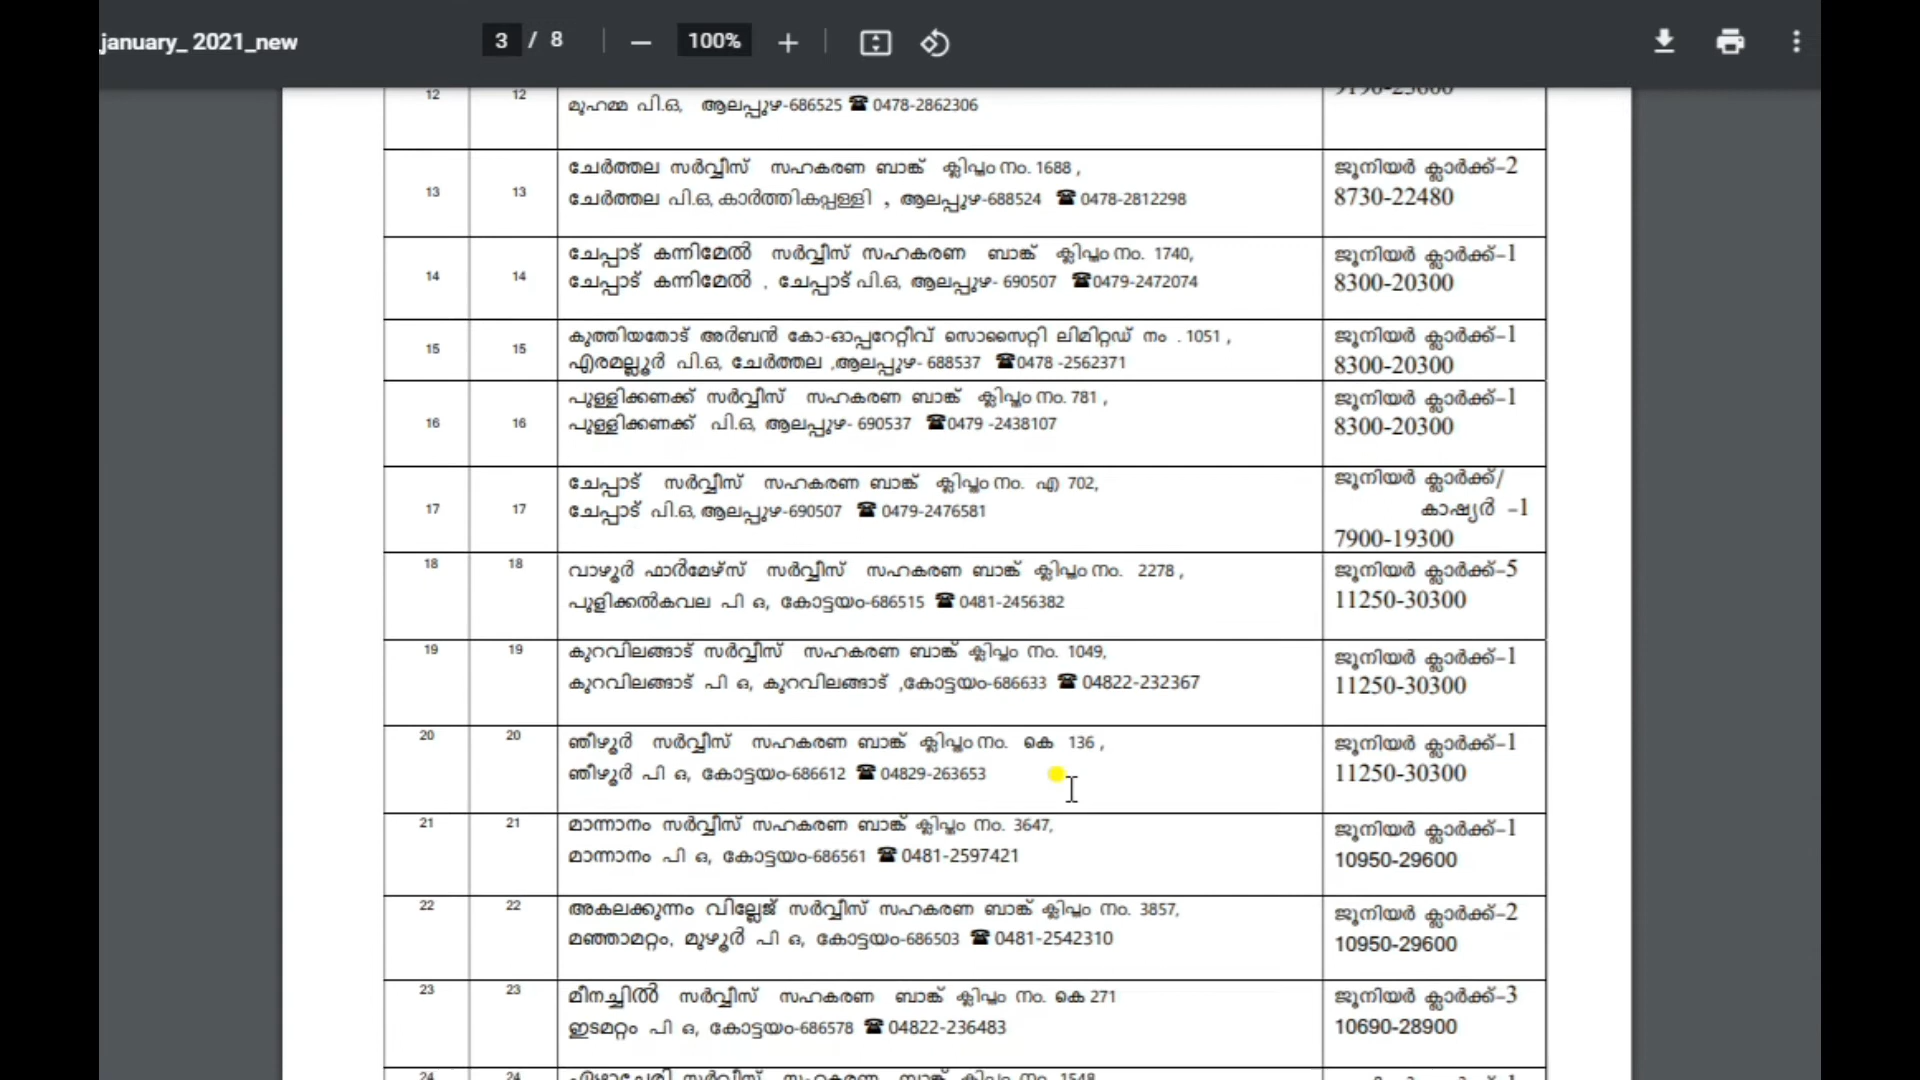 january_ 2021_new 3 / 8 100%
12 12 മുഹമ്മ പി.ഒ, ആലപ്പുഴ-686525 ☎ 0478-2862306
13 13 ചേർത്തല സർവ്വീസ് സഹകരണ ബാങ്ക് ക്ലിപ്തം നം. 1688 , ജൂനിയർ ക്ലാർക്ക്-2
ചേർത്തല പി.ഒ, കാർത്തികപ്പള്ളി , ആലപ്പുഴ-688524 ☎ 0478-2812298 8730-22480
14 14 ചേപ്പാട് കന്നിമേൽ സർവ്വീസ് സഹകരണ ബാങ്ക് ക്ലിപ്തം നം. 1740, ജൂനിയർ ക്ലാർക്ക്-1
ചേപ്പാട് കന്നിമേൽ , ചേപ്പാട് പി.ഒ, ആലപ്പുഴ- 690507 ☎0479-2472074 8300-20300
15 15 കുത്തിയതോട് അർബൻ കോ-ഓപ്പറേറ്റീവ് സൊസൈറ്റി ലിമിറ്റഡ് നം . 1051 , ജൂനിയർ ക്ലാർക്ക്-1
എരമല്ലൂർ പി.ഒ, ചേർത്തല ,ആലപ്പുഴ- 688537 ☎0478 -2562371 8300-20300
16 16 പുള്ളിക്കണക്ക് സർവ്വീസ് സഹകരണ ബാങ്ക് ക്ലിപ്തം നം. 781 , ജൂനിയർ ക്ലാർക്ക്-1
പുള്ളിക്കണക്ക് പി.ഒ, ആലപ്പുഴ- 690537 ☎0479 -2438107 8300-20300
17 17 ചേപ്പാട് സർവ്വീസ് സഹകരണ ബാങ്ക് ക്ലിപ്തം നം. എ 702, ജൂനിയർ ക്ലാർക്ക്/
ചേപ്പാട് പി.ഒ, ആലപ്പുഴ-690507 ☎ 0479-2476581 കാഷ്യർ -1
7900-19300
18 18 വാഴൂർ ഫാർമേഴ്സ് സർവ്വീസ് സഹകരണ ബാങ്ക് ക്ലിപ്തം നം. 2278 , ജൂനിയർ ക്ലാർക്ക്-5
പുളിക്കൽകവല പി ഒ, കോട്ടയം-686515 ☎ 0481-2456382 11250-30300
19 19 കുറവിലങ്ങാട് സർവ്വീസ് സഹകരണ ബാങ്ക് ക്ലിപ്തം നം. 1049, ജൂനിയർ ക്ലാർക്ക്-1
കുറവിലങ്ങാട് പി ഒ, കുറവിലങ്ങാട് ,കോട്ടയം-686633 ☎ 04822-232367 11250-30300
20 20 ഞീഴൂർ സർവ്വീസ് സഹകരണ ബാങ്ക് ക്ലിപ്തം നം. കെ 136 , ജൂനിയർ ക്ലാർക്ക്-1
ഞീഴൂർ പി ഒ, കോട്ടയം-686612 ☎ 04829-263653 11250-30300
21 21 മാന്നാനം സർവ്വീസ് സഹകരണ ബാങ്ക് ക്ലിപ്തം നം. 3647, ജൂനിയർ ക്ലാർക്ക്-1
മാന്നാനം പി ഒ, കോട്ടയം-686561 ☎ 0481-2597421 10950-29600
22 22 അകലക്കുന്നം വില്ലേജ് സർവ്വീസ് സഹകരണ ബാങ്ക് ക്ലിപ്തം നം. 3857, ജൂനിയർ ക്ലാർക്ക്-2
മഞ്ഞാമറ്റം, മുഴൂർ പി ഒ, കോട്ടയം-686503 ☎ 0481-2542310 10950-29600
23 23 മീനച്ചിൽ സർവ്വീസ് സഹകരണ ബാങ്ക് ക്ലിപ്തം നം. കെ 271 ജൂനിയർ ക്ലാർക്ക്-3
ഇടമറ്റം പി ഒ, കോട്ടയം-686578 ☎ 04822-236483 10690-28900
24 24 സർവ്വീസ് സഹകരണ ബാങ്ക് ക്ലിപ്തം നം. 1548